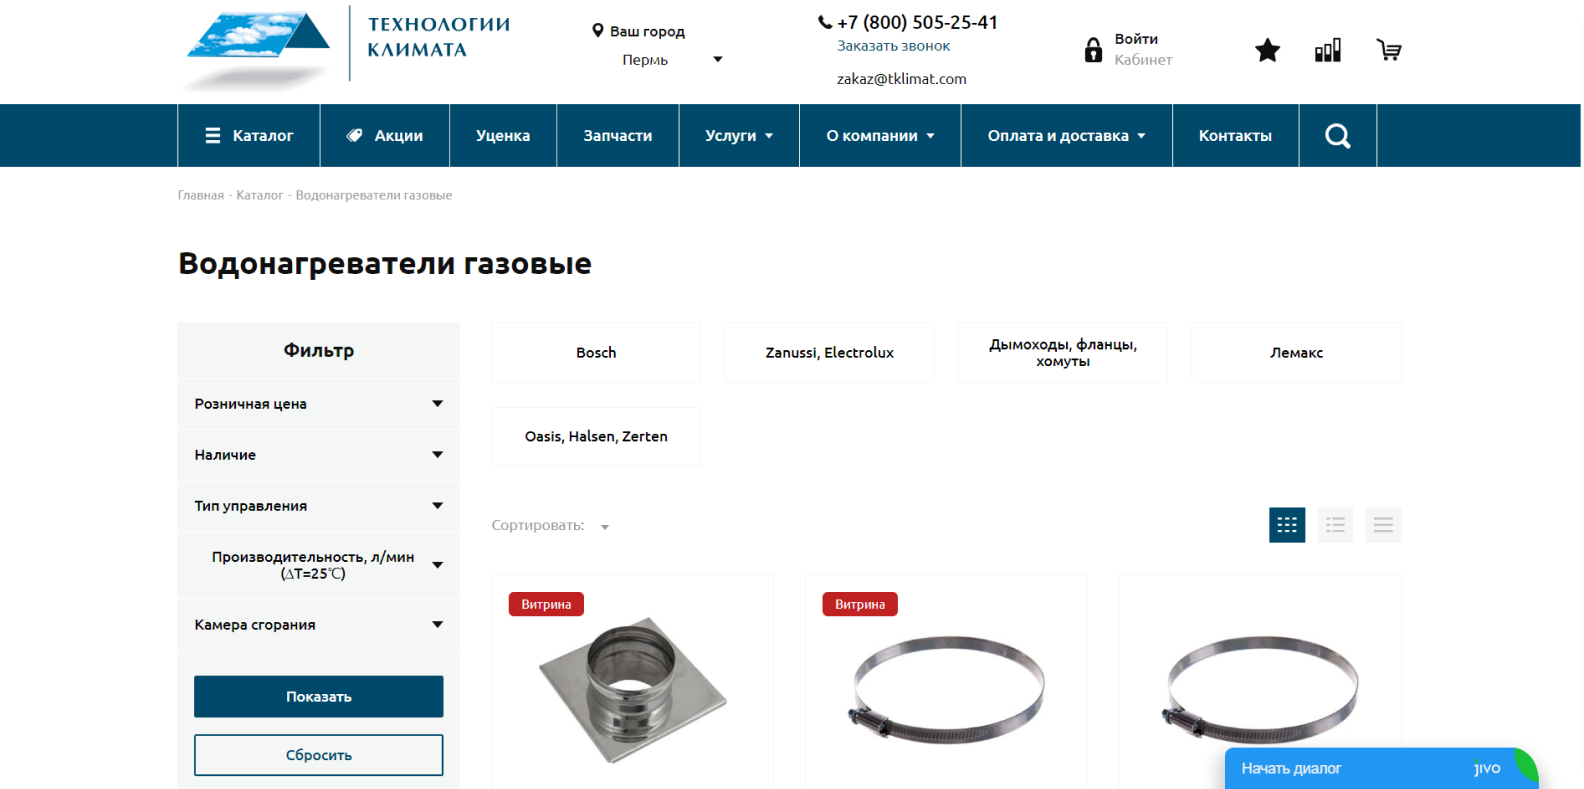 ТЕХНОЛОГИИ
КЛИМАТА
Ваш город
Пермь
+7 (800) 505-25-41
Заказать звонок
zakaz@tklimat.com
Войти
Кабинет
Каталог
Акции
Уценка
Запчасти
Услуги
О компании
Оплата и доставка
Контакты
Главная - Каталог - Водонагреватели газовые
Водонагреватели газовые
Фильтр
Розничная цена
Наличие
Тип управления
Производительность, л/мин
(∆T=25℃)
Камера сгорания
Показать
Сбросить
Bosch
Zanussi, Electrolux
Дымоходы, фланцы,
хомуты
Лемакс
Oasis, Halsen, Zerten
Сортировать:
Витрина
Витрина
Начать диалог
jivo